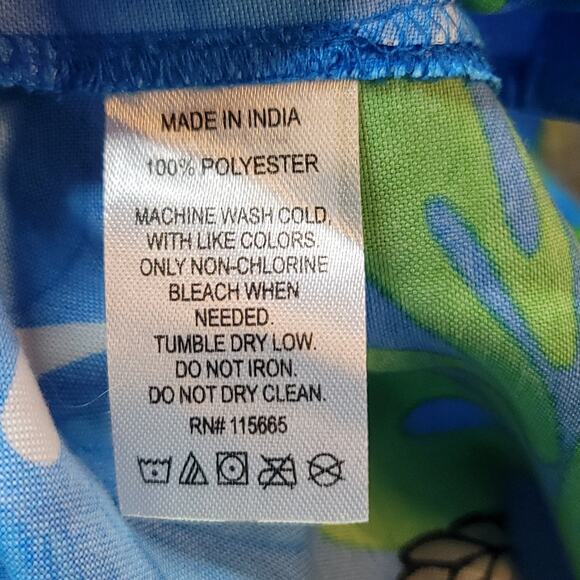 MADE IN INDIA
100% POLYESTER
MACHINE WASH COLD,
WITH LIKE COLORS.
ONLY NON-CHLORINE
BLEACH WHEN
NEEDED.
TUMBLE DRY LOW.
DO NOT IRON.
DO NOT DRY CLEAN.
RN# 115665